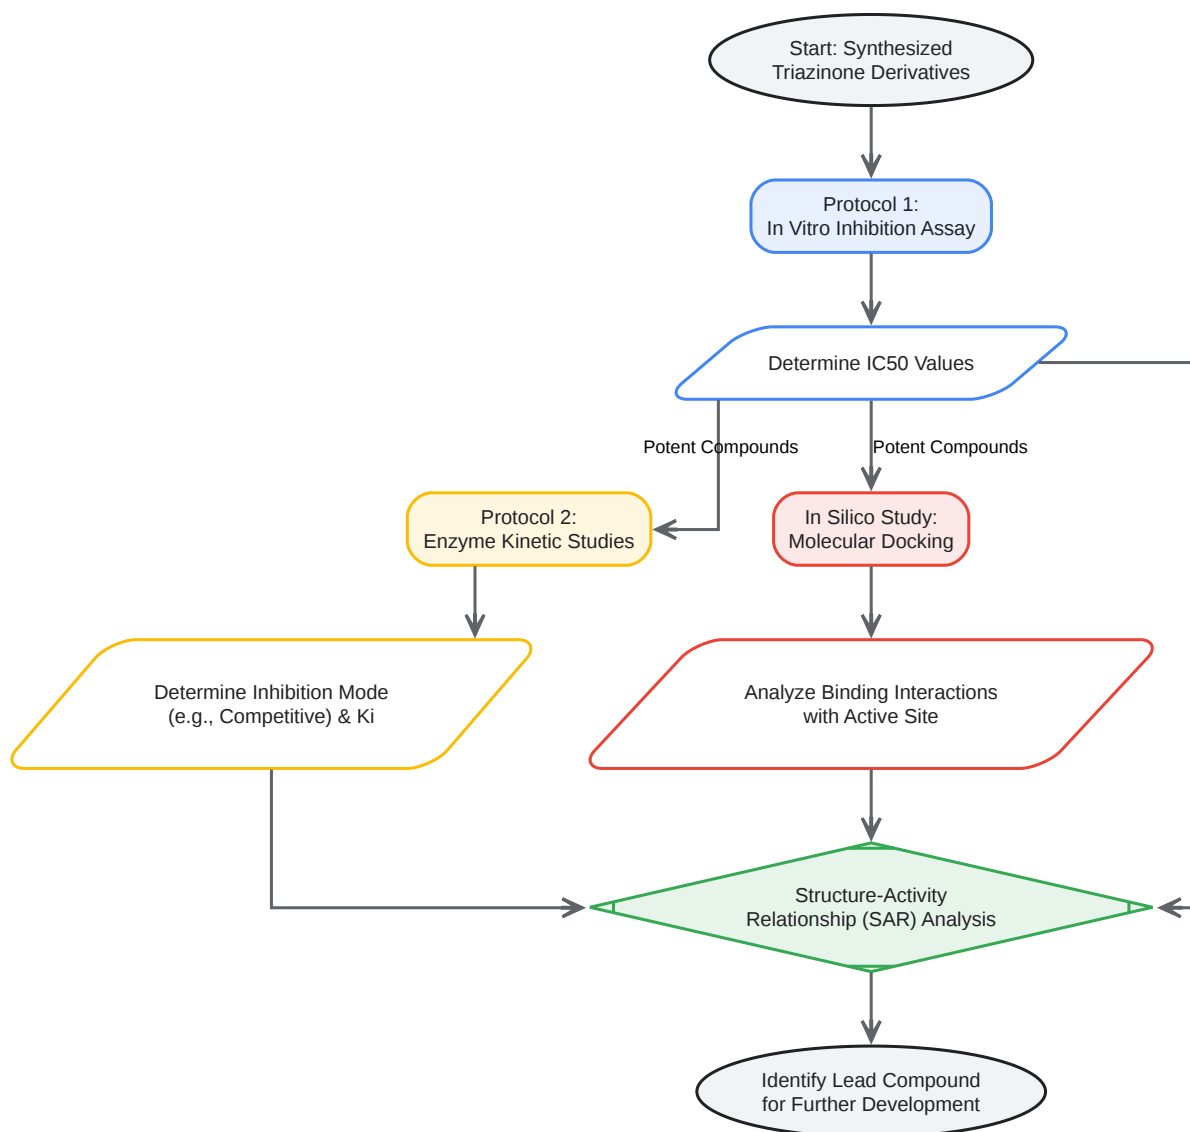 Start: Synthesized
Triazinone Derivatives
Protocol 1:
In Vitro Inhibition Assay
Determine IC50 Values
Potent Compounds
Potent Compounds
Protocol 2:
Enzyme Kinetic Studies
In Silico Study:
Molecular Docking
Determine Inhibition Mode
(e.g., Competitive) & Ki
Analyze Binding Interactions
with Active Site
Structure-Activity
Relationship (SAR) Analysis
Identify Lead Compound
for Further Development